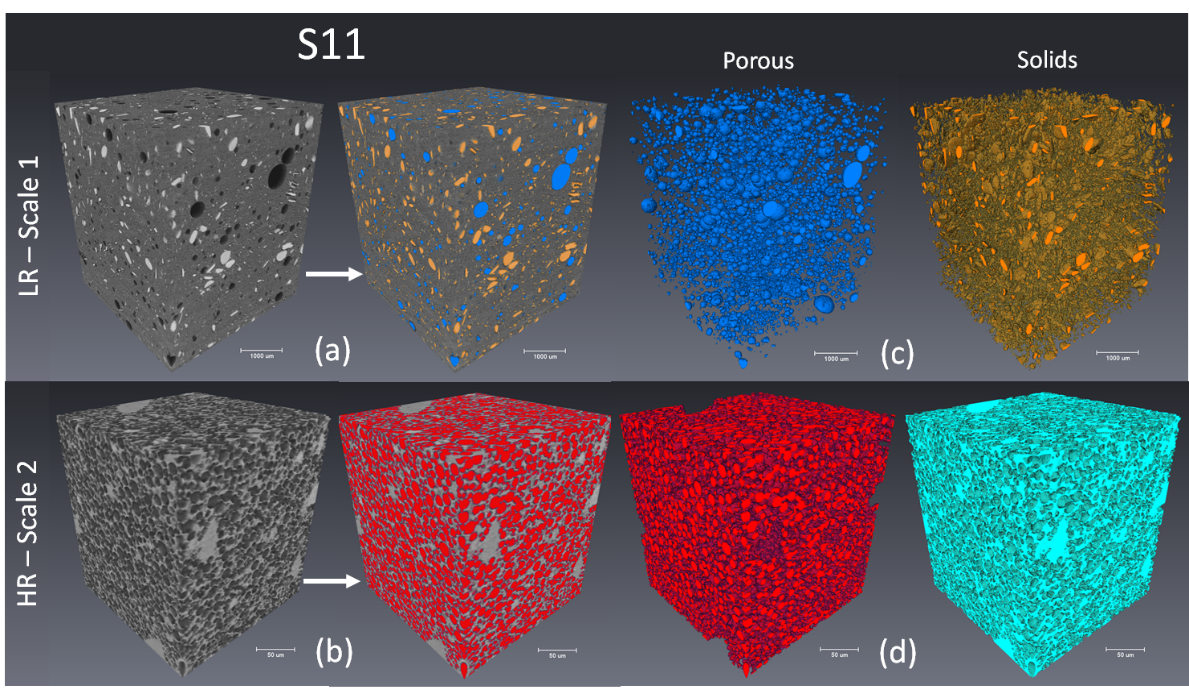 S11
Porous
Solids
LR – Scale 1
1000 um
(a)
1000 um
1000 um
(c)
1000 um
HR – Scale 2
50 um
(b)
50 um
50 um
(d)
50 um